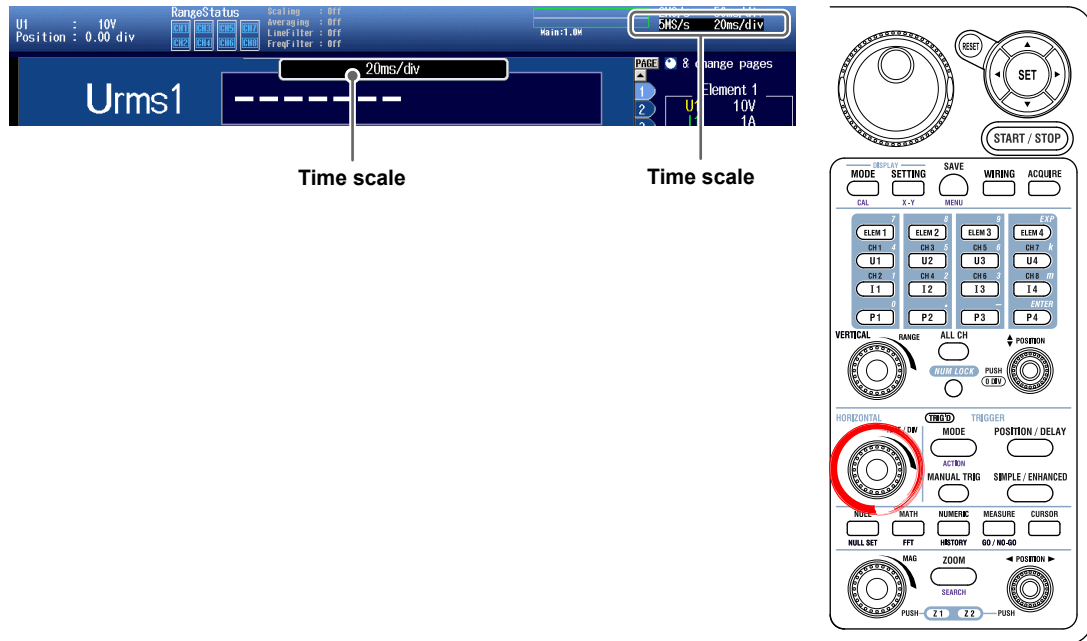 U1 : 10V
Position : 0.00 div
RangeStatus
CH1 CH3 CH5 CH7
CH2 CH4 CH6 CH8
Scaling : Off
Averaging : Off
LineFilter : Off
FreqFilter : Off
Main:1.0M
5MS/s 20ms/div
20ms/div
PAGE 8 change pages
Urms1
1
2
Element 1
U1 10V
1A
Time scale
Time scale
RESET
SET
START / STOP
DISPLAY
MODE SETTING SAVE WIRING ACQUIRE
CAL X-Y MENU
7 8 9 EXP
ELEM 1 ELEM 2 ELEM 3 ELEM 4
CH 1 4 CH 3 5 CH 5 6 CH 7 k
U1 U2 U3 U4
CH 2 1 CH 4 2 CH 6 3 CH 8 m
I1 I2 I3 I4
0 . – ENTER
P1 P2 P3 P4
VERTICAL RANGE ALL CH POSITION
NUM LOCK PUSH
0 DIV
HORIZONTAL TRIG'D TRIGGER
/ DIV MODE POSITION / DELAY
ACTION
MANUAL TRIG SIMPLE / ENHANCED
NULL MATH NUMERIC MEASURE CURSOR
NULL SET FFT HISTORY GO / NO-GO
MAG ZOOM ◄ POSITION ►
SEARCH
PUSH Z 1 Z 2 PUSH